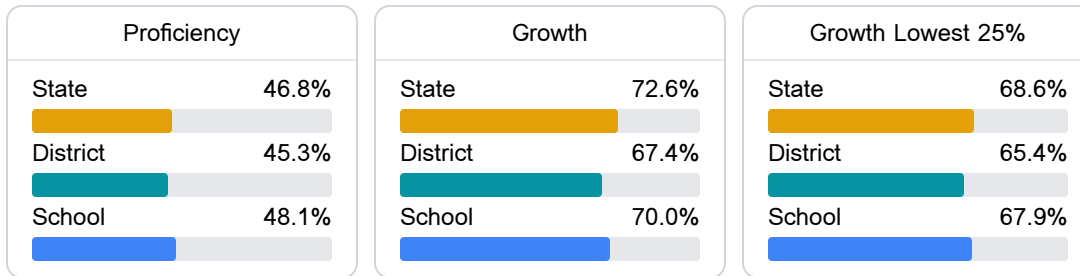 Proficiency
State 46.8%
District 45.3%
School 48.1%
Growth
State 72.6%
District 67.4%
School 70.0%
Growth Lowest 25%
State 68.6%
District 65.4%
School 67.9%